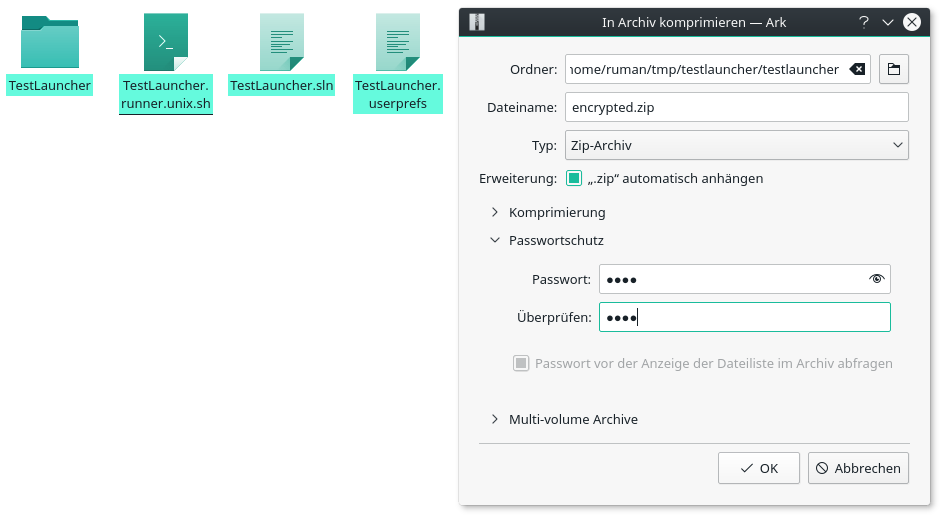 TestLauncher
TestLauncher.
runner.unix.sh
TestLauncher.sln
TestLauncher.
userprefs
In Archiv komprimieren — Ark
Ordner: ome/ruman/tmp/testlauncher/testlauncher
Dateiname: encrypted.zip
Typ: Zip-Archiv
Erweiterung: „.zip” automatisch anhängen
Komprimierung
Passwortschutz
Passwort: ●●●●
Überprüfen: ●●●●
Passwort vor der Anzeige der Dateiliste im Archiv abfragen
Multi-volume Archive
OK Abbrechen